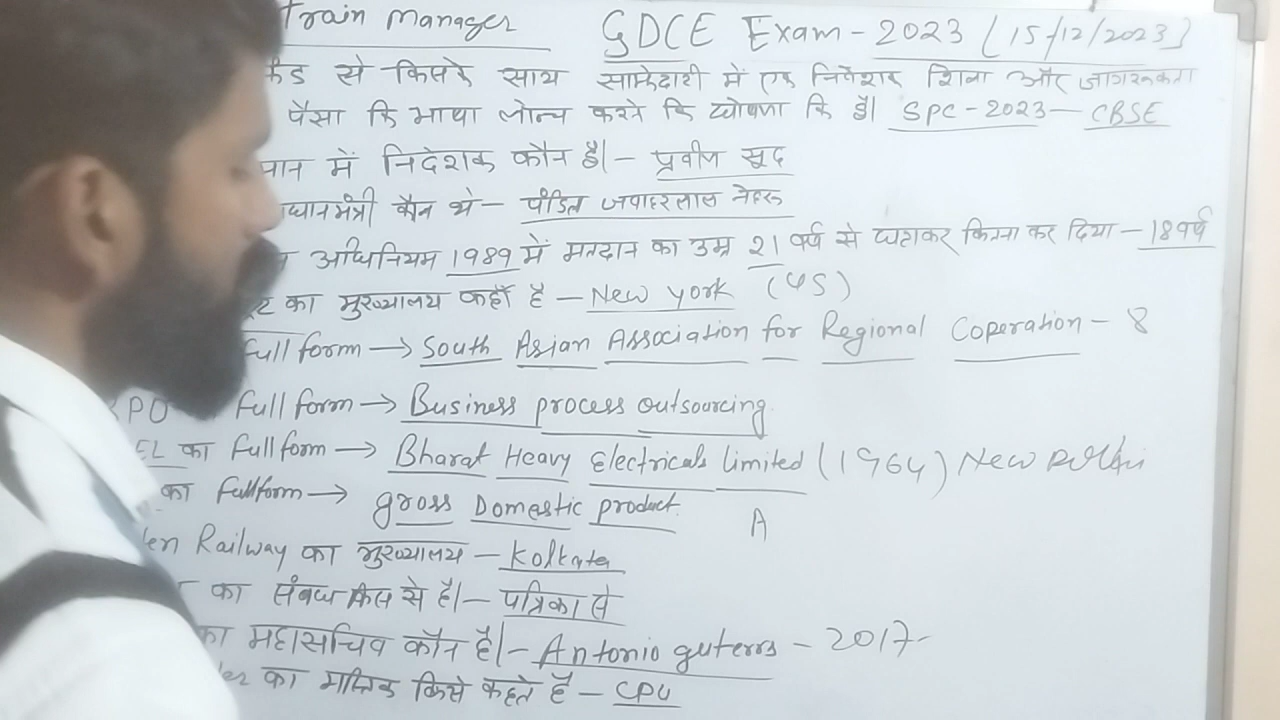 Train Manager GDCE Exam - 2023 (15/12/2023)
फंड से किसके साथ साझेदारी में एक निवेशक शिक्षा और जागरूकता
पैसा कि भाषा लोन्च करने कि घोषणा कि है। SPC - 2023 — CBSE
में निदेशक कौन है। - प्रवीण सूद
कौन थे - पंडित जवाहरलाल नेहरू
अधिनियम 1989 में मतदान का उम्र 21 वर्ष से घटाकर कितना कर दिया - 18 वर्ष
का मुख्यालय कहाँ है - New york (US)
full form → South Asian Association for Regional Coperation - 8
full form → Business process outsourcing
EL का full form → Bharat Heavy Electricals limited (1964) New Delhi
का fullform → gross Domestic product.
A
Railway का मुख्यालय - Kolkata
का संबंध किस से है। - पत्रिका से
का महासचिव कौन है। - Antonio guterrs - 2017-
का मस्तिक किसे कहते है - CPU